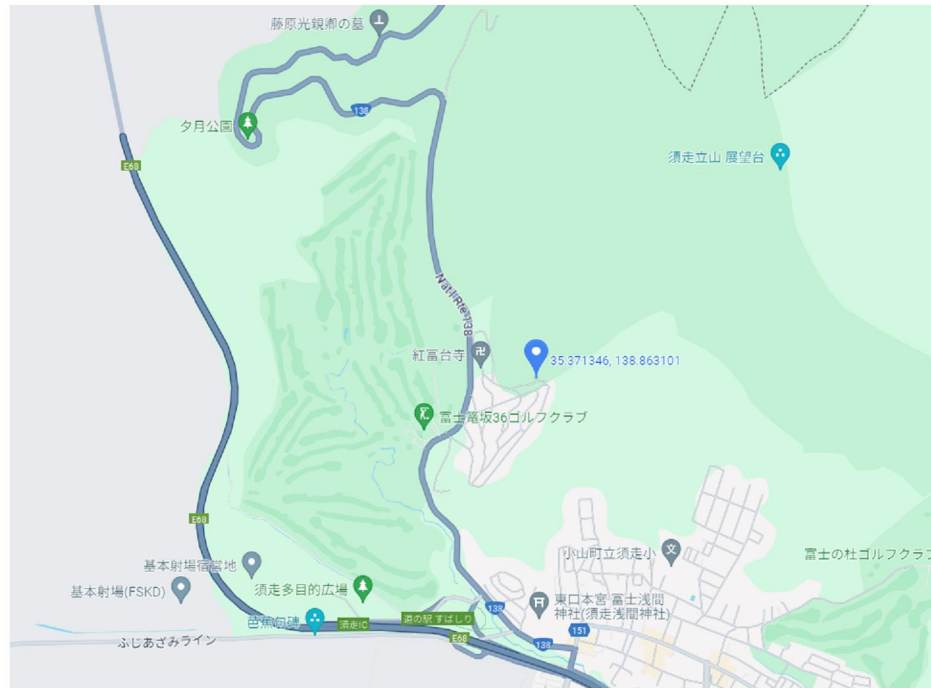 藤原光親卿の墓
138
夕月公園
須走立山 展望台
E68
Nat'l Rte 138
紅富台寺
35.371346, 138.863101
富士篭坂36ゴルフクラブ
E68
小山町立須走小
富士の杜ゴルフクラブ
基本射場宿営地
基本射場(FSKD)
須走多目的広場
東口本宮 冨士浅間
神社(須走浅間神社)
芭蕉句碑
須走IC
道の駅 すばしり
138
151
E68
138
ふじあざみライン